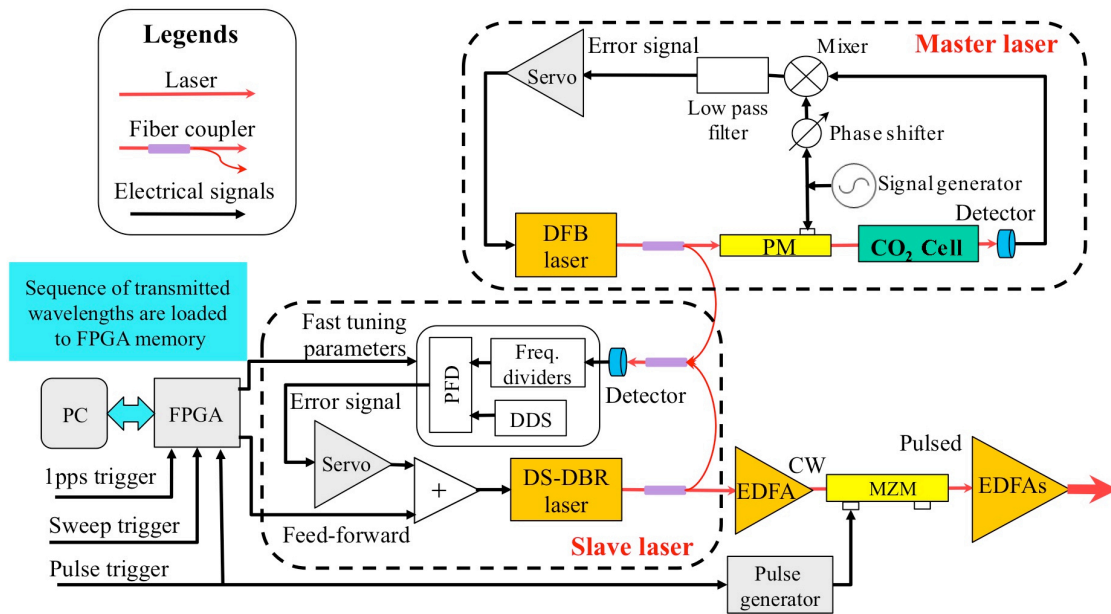 Legends
Laser
Fiber coupler
Electrical signals
Master laser
Error signal
Mixer
Servo
Low pass
filter
Phase shifter
Signal generator
Detector
DFB
laser
PM
CO₂ Cell
Sequence of transmitted
wavelengths are loaded
to FPGA memory
Fast tuning
parameters
PFD
Freq.
dividers
DDS
Detector
PC
FPGA
Error signal
Servo
+
DS-DBR
laser
Feed-forward
Slave laser
1pps trigger
Sweep trigger
Pulse trigger
EDFA
CW
MZM
Pulsed
EDFAs
Pulse
generator